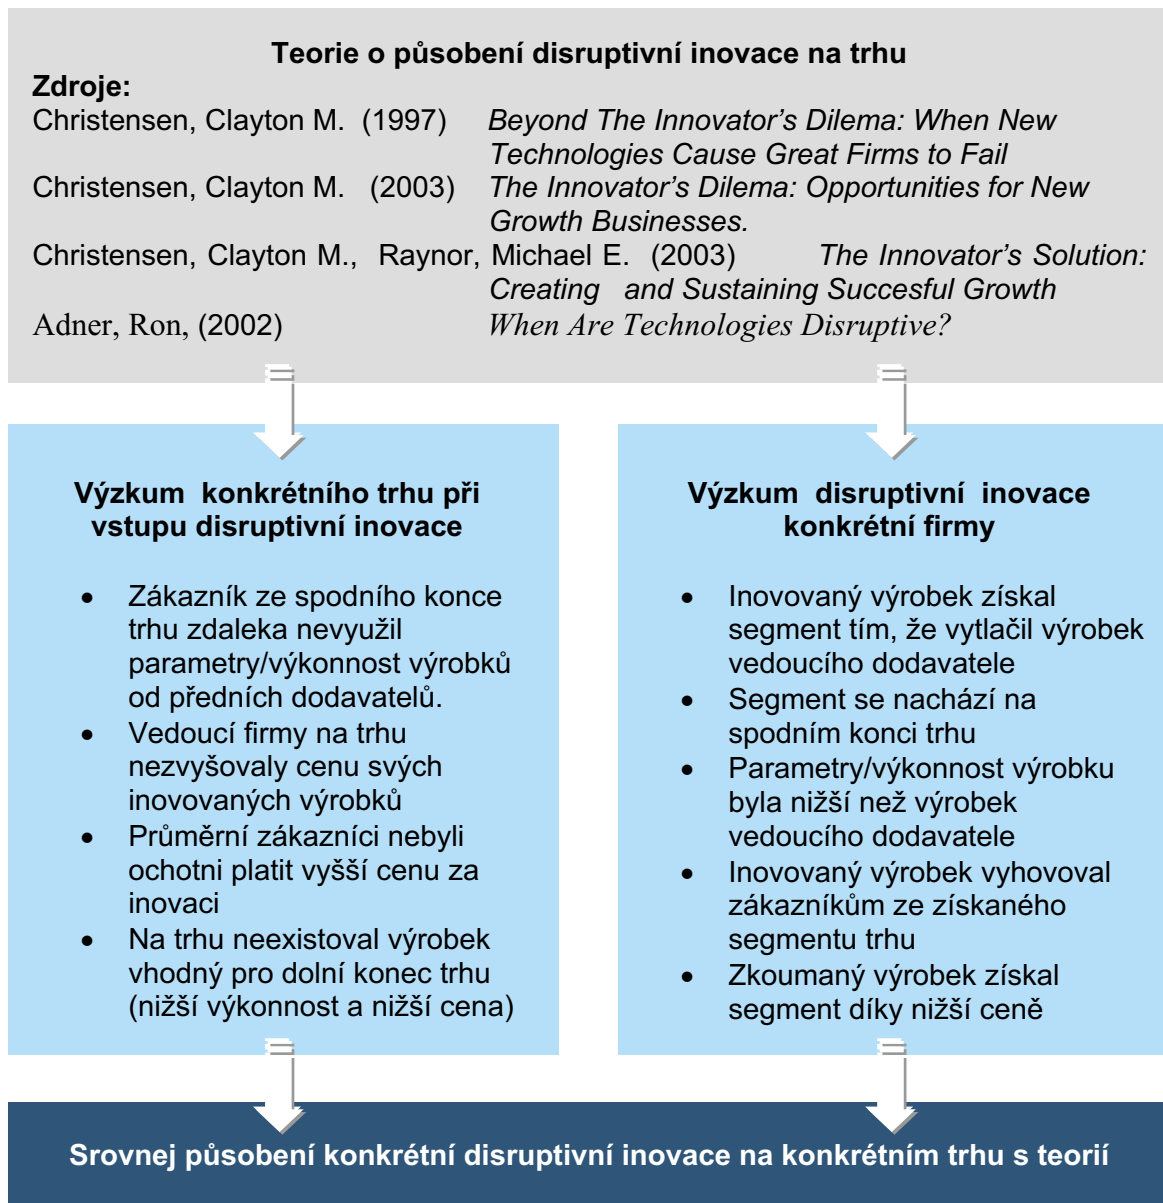 Teorie o působení disruptivní inovace na trhu
Zdroje:
Christensen, Clayton M. (1997) Beyond The Innovator's Dilemma: When New
Technologies Cause Great Firms to Fail
Christensen, Clayton M. (2003) The Innovator's Dilemma: Opportunities for New
Growth Businesses.
Christensen, Clayton M., Raynor, Michael E. (2003) The Innovator's Solution:
Creating and Sustaining Succesful Growth
Adner, Ron, (2002) When Are Technologies Disruptive?
Výzkum konkrétního trhu při
vstupu disruptivní inovace
• Zákazník ze spodního konce
trhu zdaleka nevyužil
parametry/výkonnost výrobků
od předních dodavatelů.
• Vedoucí firmy na trhu
nezvyšovaly cenu svých
inovovaných výrobků
• Průměrní zákazníci nebyli
ochotni platit vyšší cenu za
inovaci
• Na trhu neexistoval výrobek
vhodný pro dolní konec trhu
(nižší výkonnost a nižší cena)
Výzkum disruptivní inovace
konkrétní firmy
• Inovovaný výrobek získal
segment tím, že vytlačil výrobek
vedoucího dodavatele
• Segment se nachází na
spodním konci trhu
• Parametry/výkonnost výrobku
byla nižší než výrobek
vedoucího dodavatele
• Inovovaný výrobek vyhovoval
zákazníkům ze získaného
segmentu trhu
• Zkoumaný výrobek získal
segment díky nižší ceně
Srovnej působení konkrétní disruptivní inovace na konkrétním trhu s teorií